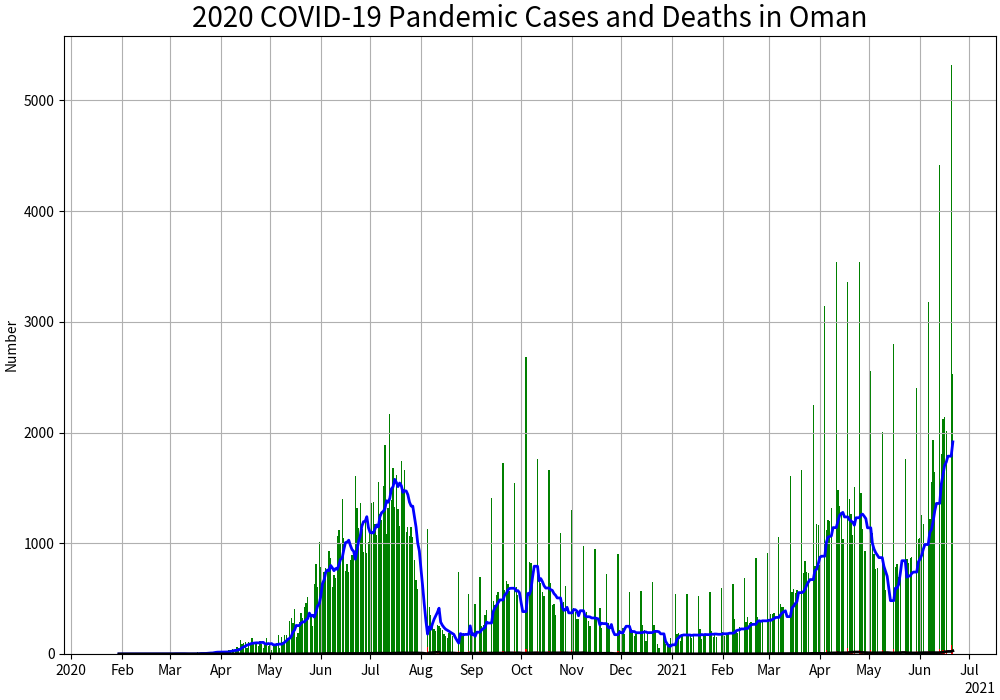 2020 COVID-19 Pandemic Cases and Deaths in Oman
Number
5000
4000
3000
2000
1000
0
2020 Feb Mar Apr May Jun Jul Aug Sep Oct Nov Dec 2021 Feb Mar Apr May Jun Jul
2021